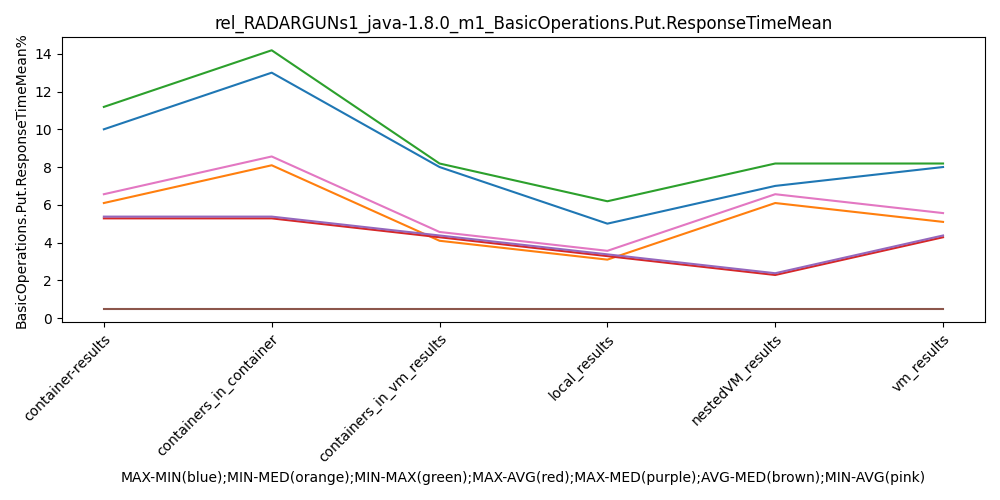 rel_RADARGUNs1_java-1.8.0_m1_BasicOperations.Put.ResponseTimeMean
BasicOperations.Put.ResponseTimeMean%
14
12
10
8
6
4
2
0
container-results
containers_in_container
containers_in_vm_results
local_results
nestedVM_results
vm_results
MAX-MIN(blue);MIN-MED(orange);MIN-MAX(green);MAX-AVG(red);MAX-MED(purple);AVG-MED(brown);MIN-AVG(pink)